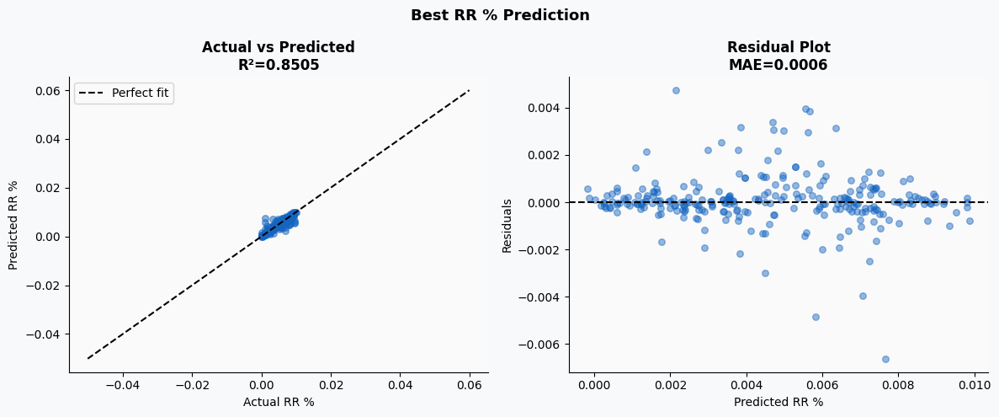 Best RR % Prediction
Actual vs Predicted
R²=0.8505
Perfect fit
0.06
0.04
0.02
0.00
−0.02
−0.04
Predicted RR %
−0.04
−0.02
0.00
0.02
0.04
0.06
Actual RR %
Residual Plot
MAE=0.0006
0.004
0.002
0.000
−0.002
−0.004
−0.006
Residuals
0.000
0.002
0.004
0.006
0.008
0.010
Predicted RR %